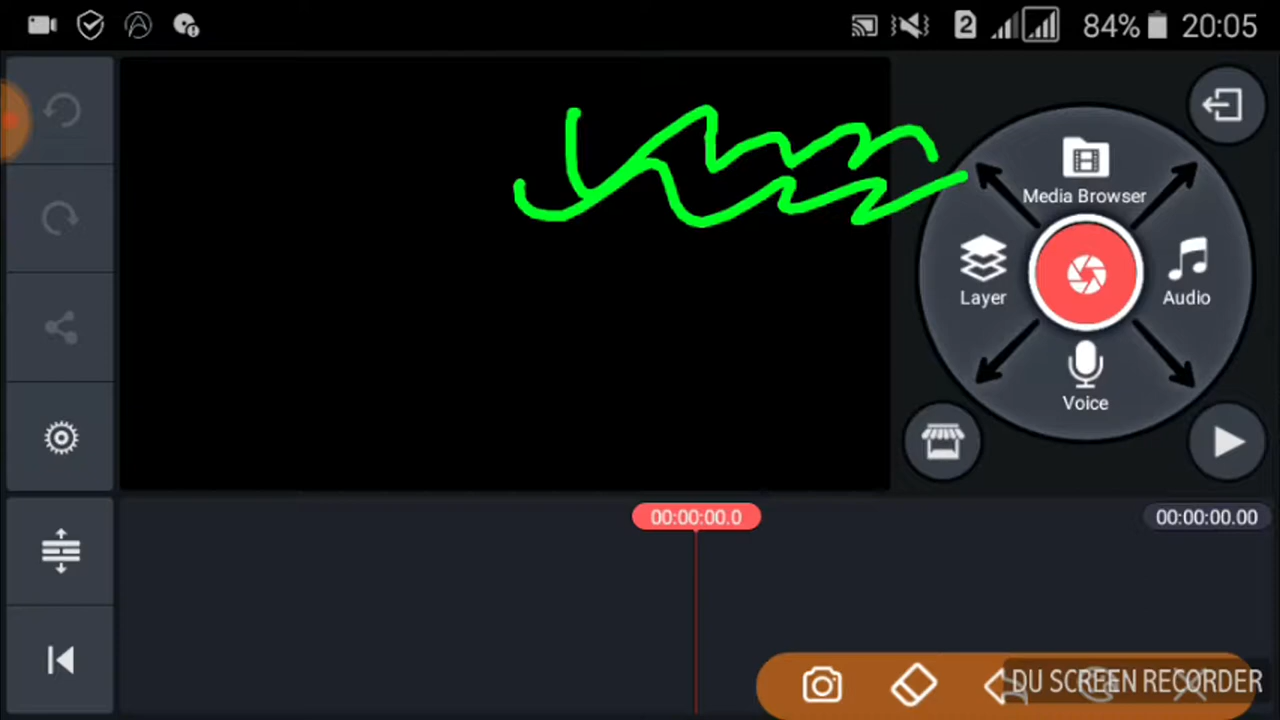 2 84% 20:05
Media Browser
Layer
Audio
Voice
00:00:00.0
00:00:00.00
DU SCREEN RECORDER